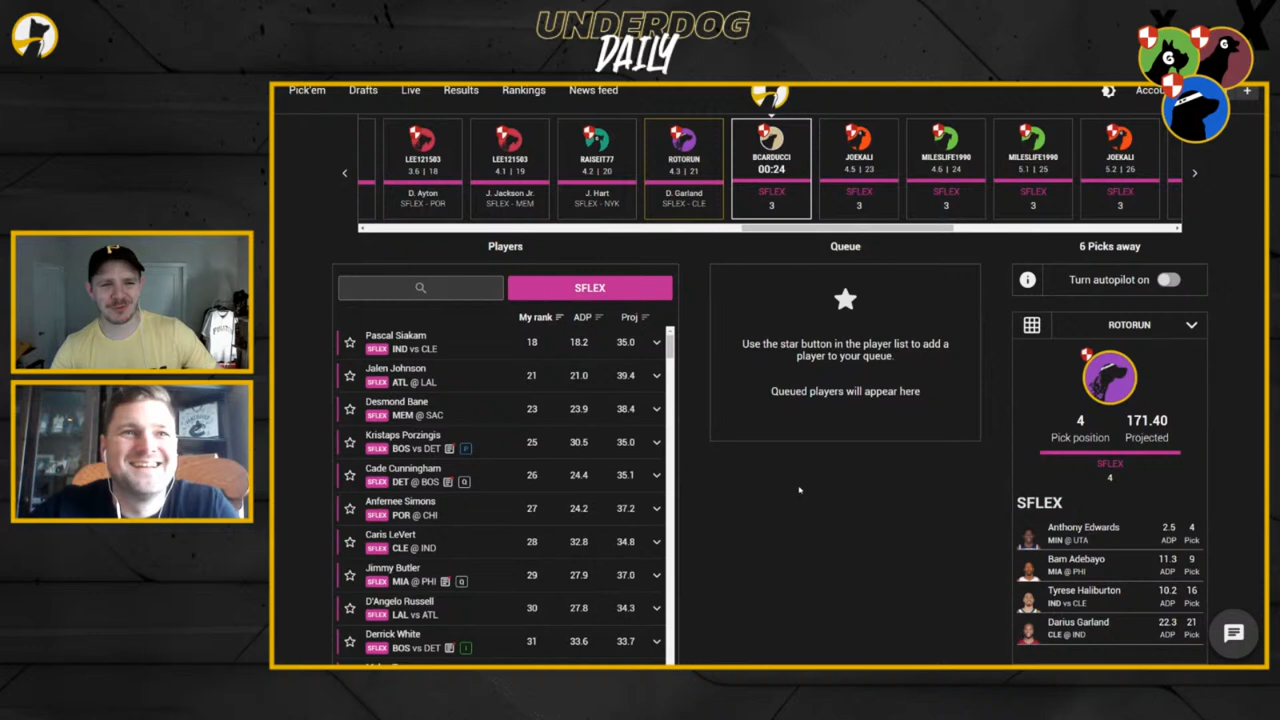 UNDERDOG
DAILY
Pick'em Drafts Live Results Rankings News feed
LEE121503
3.6 | 18
D. Ayton
SFLEX - POR
LEE121503
4.1 | 19
J. Jackson Jr.
SFLEX - MEM
RAISEIT77
4.2 | 20
J. Hart
SFLEX - NYK
ROTORUN
4.3 | 21
D. Garland
SFLEX - CLE
BCARDUCCI
00:24
SFLEX
3
JOEKALI
4.5 | 23
SFLEX
3
MILESLIFE1990
4.6 | 24
SFLEX
3
MILESLIFE1990
5.1 | 25
SFLEX
3
JOEKALI
5.2 | 26
SFLEX
3
Players
Queue
6 Picks away
SFLEX
My rank ADP Proj
Pascal Siakam
SFLEX IND vs CLE
18 18.2 35.0
Jalen Johnson
SFLEX ATL @ LAL
21 21.0 39.4
Desmond Bane
SFLEX MEM @ SAC
23 23.9 38.4
Kristaps Porzingis
SFLEX BOS vs DET P
25 30.5 35.0
Cade Cunningham
SFLEX DET @ BOS Q
26 24.4 35.1
Anfernee Simons
SFLEX POR @ CHI
27 24.2 37.2
Caris LeVert
SFLEX CLE @ IND
28 32.8 34.8
Jimmy Butler
SFLEX MIA @ PHI Q
29 27.9 37.0
D'Angelo Russell
SFLEX LAL vs ATL
30 27.8 34.3
Derrick White
SFLEX BOS vs DET I
31 33.6 33.7
Use the star button in the player list to add a
player to your queue.
Queued players will appear here
Turn autopilot on
ROTORUN
4 171.40
Pick position Projected
SFLEX
4
SFLEX
Anthony Edwards 2.5 4
MIN @ UTA ADP Pick
Bam Adebayo 11.3 9
MIA @ PHI ADP Pick
Tyrese Haliburton 10.2 16
IND vs CLE ADP Pick
Darius Garland 22.3 21
CLE @ IND ADP Pick